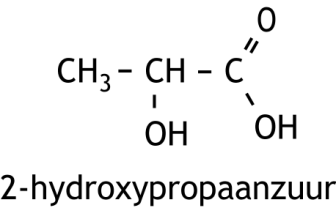 O
CH₃ – CH – C
OH OH
2-hydroxypropaanzuur